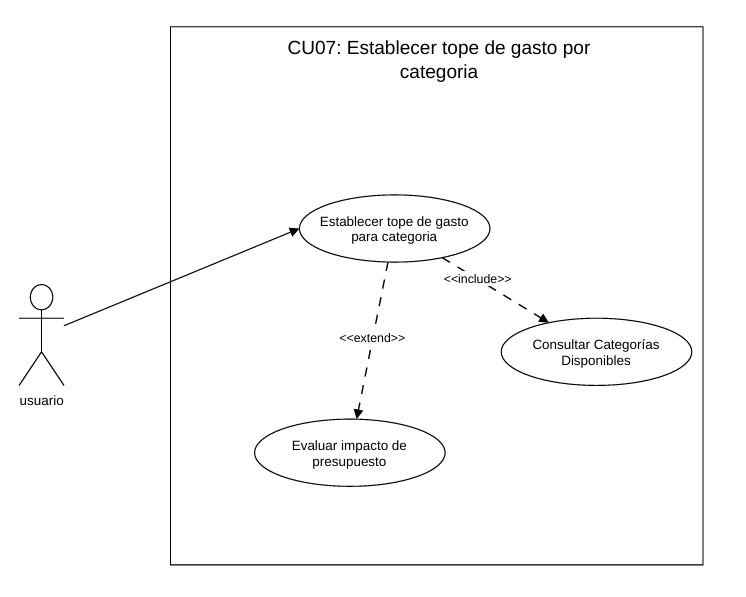 CU07: Establecer tope de gasto por
categoria
Establecer tope de gasto
para categoria
<<include>>
<<extend>>
Consultar Categorías
Disponibles
usuario
Evaluar impacto de
presupuesto